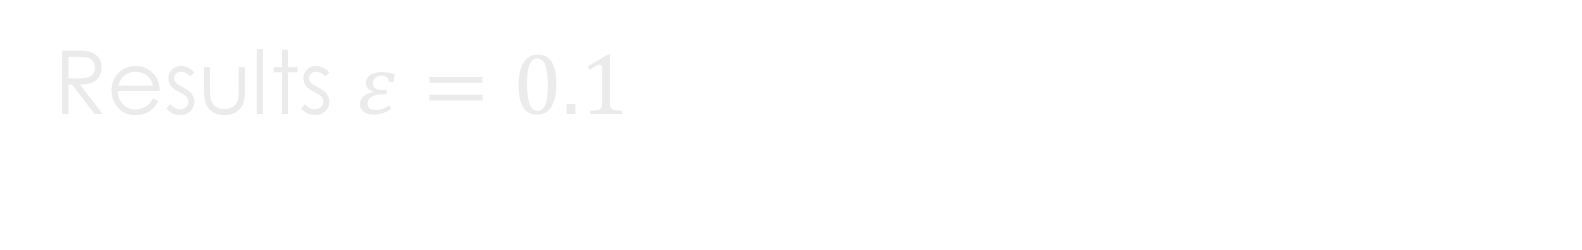 Results ε = 0.1